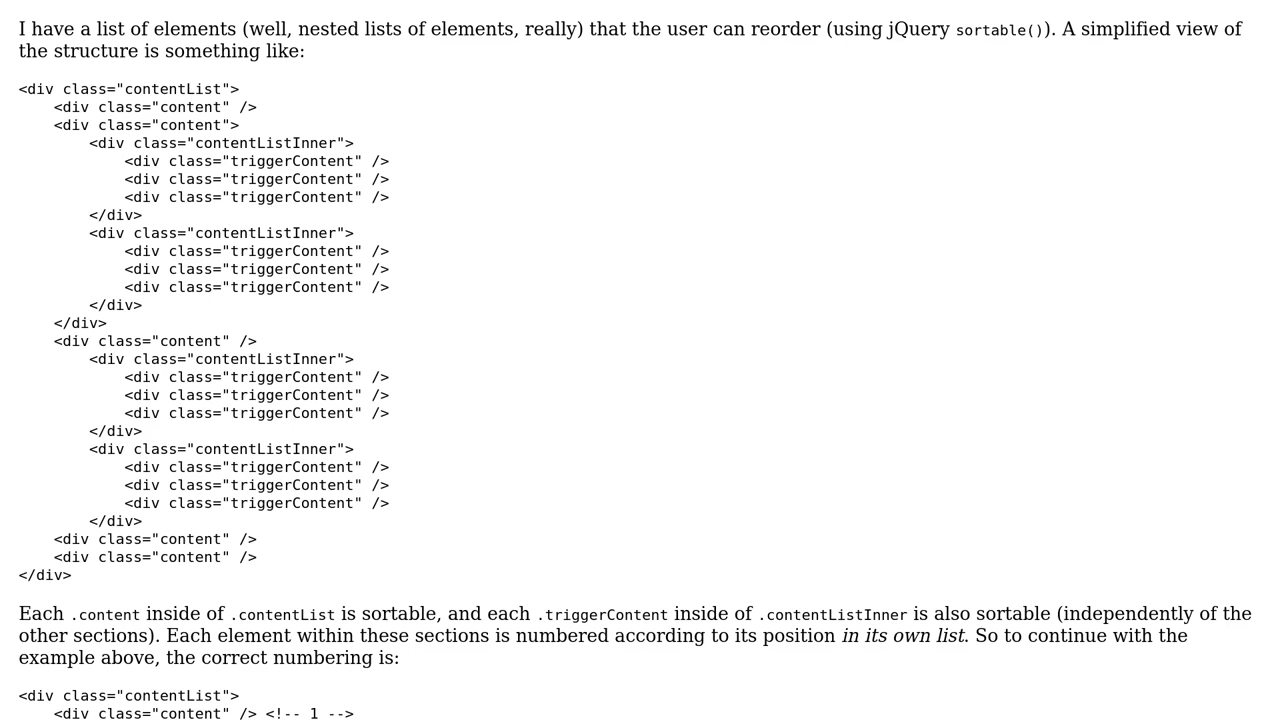 I have a list of elements (well, nested lists of elements, really) that the user can reorder (using jQuery sortable()). A simplified view of
the structure is something like:
<div class="contentList">
    <div class="content" />
    <div class="content">
        <div class="contentListInner">
            <div class="triggerContent" />
            <div class="triggerContent" />
            <div class="triggerContent" />
        </div>
        <div class="contentListInner">
            <div class="triggerContent" />
            <div class="triggerContent" />
            <div class="triggerContent" />
        </div>
    </div>
    <div class="content" />
        <div class="contentListInner">
            <div class="triggerContent" />
            <div class="triggerContent" />
            <div class="triggerContent" />
        </div>
        <div class="contentListInner">
            <div class="triggerContent" />
            <div class="triggerContent" />
            <div class="triggerContent" />
        </div>
    <div class="content" />
    <div class="content" />
</div>
Each .content inside of .contentList is sortable, and each .triggerContent inside of .contentListInner is also sortable (independently of the
other sections). Each element within these sections is numbered according to its position in its own list. So to continue with the
example above, the correct numbering is:
<div class="contentList">
    <div class="content" /> <!-- 1 -->